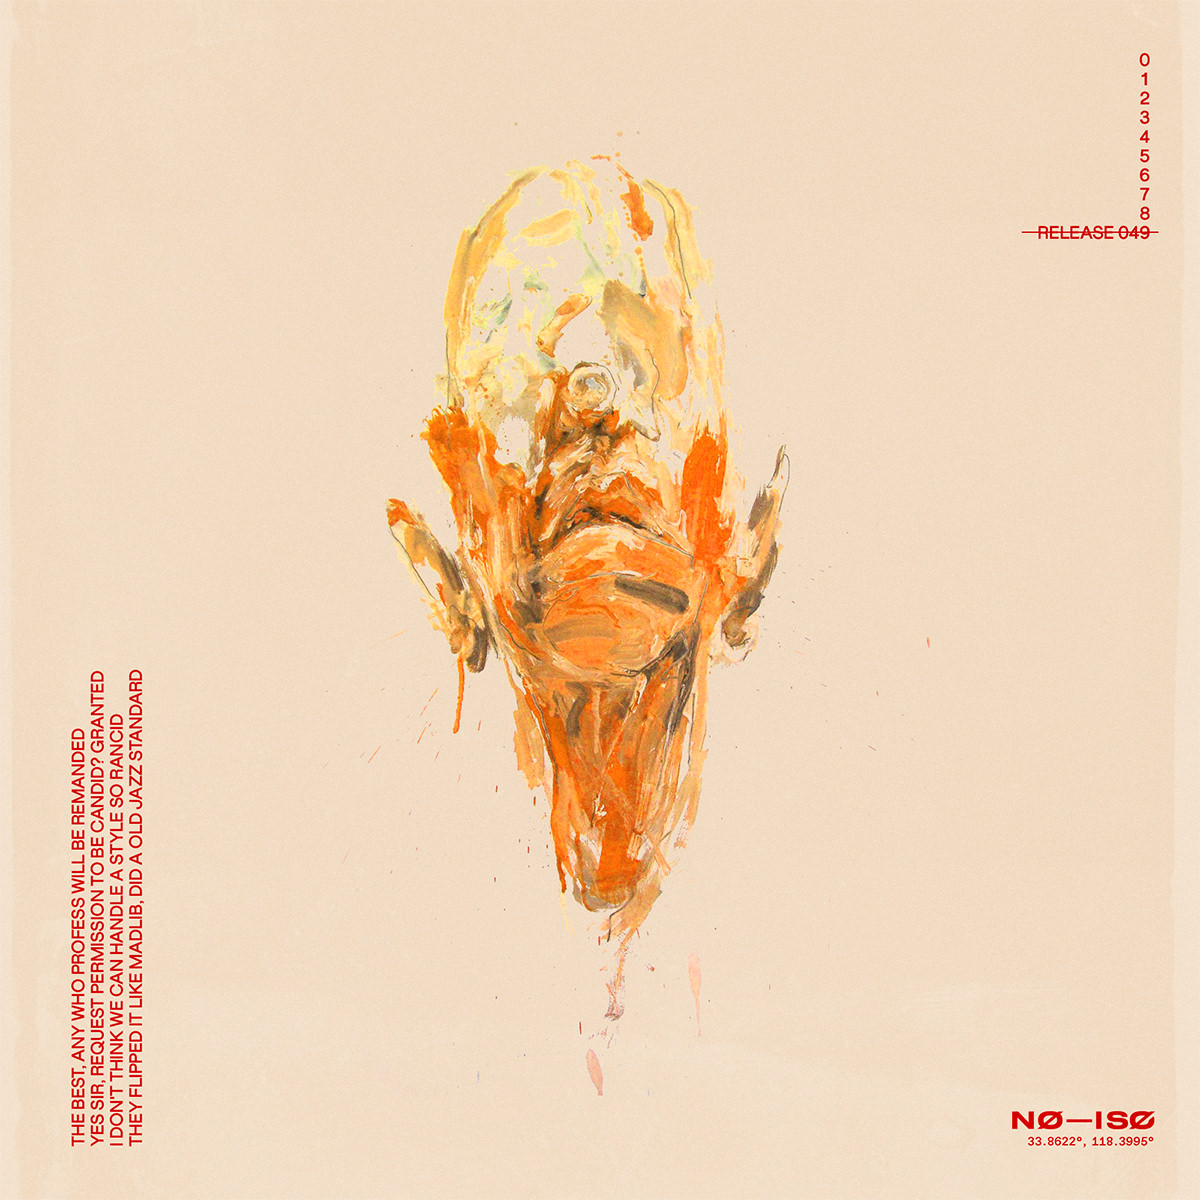 0
1
2
3
4
5
6
7
8
RELEASE 049
THE BEST, ANY WHO PROFESS WILL BE REMANDED
YES SIR, REQUEST PERMISSION TO BE CANDID? GRANTED
I DON'T THINK WE CAN HANDLE A STYLE SO RANCID
THEY FLIPPED IT LIKE MADLIB, DID A OLD JAZZ STANDARD
NØ—ISØ
33.8622°, 118.3995°